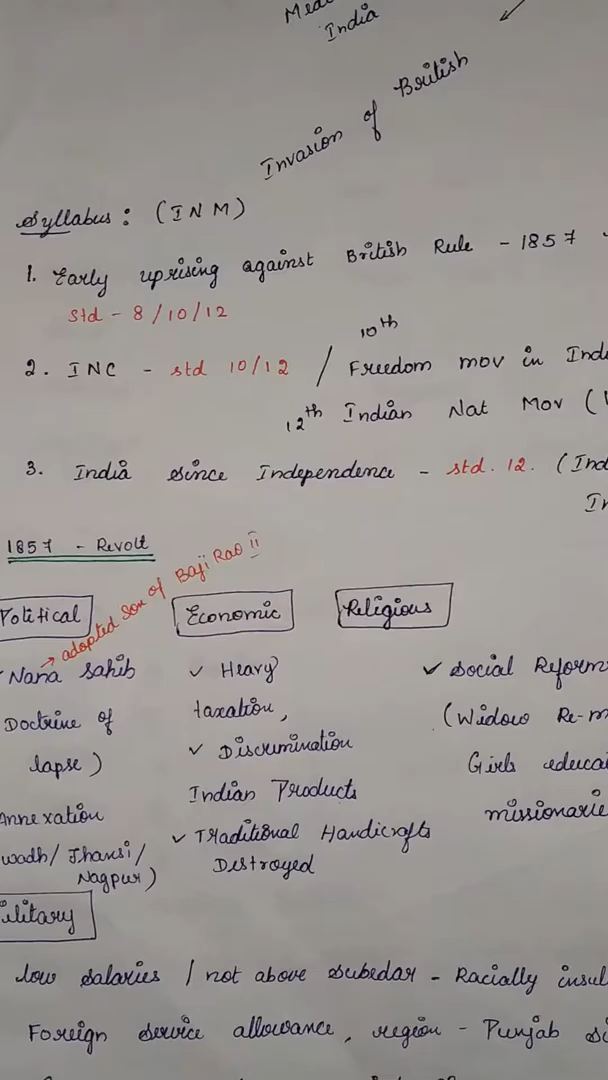 India
Invasion of British
Syllabus: (INM)
1. Early uprising against British Rule - 1857
Std - 8/10/12
10th
2. INC - std 10/12 / Freedom mov in
12th Indian Nat Mov (
3. India since Independence - std. 12. (
1857 - Revolt
→ adopted son of Baji Rao ii
Political Economic Religious
Nana Sahib ✓ Heavy ✓ Social Reform
Doctrine of taxation, (Widow Re-m
lapse) ✓ Discrimination Girls
Indian Products
Annexation missionarie
✓ Traditional Handicrafts
wadh/ Jhansi/ Destroyed
Nagpur)
ilitary
low salaries / not above Subedar - Racially insul
Foreign service allowance, region - Punjab